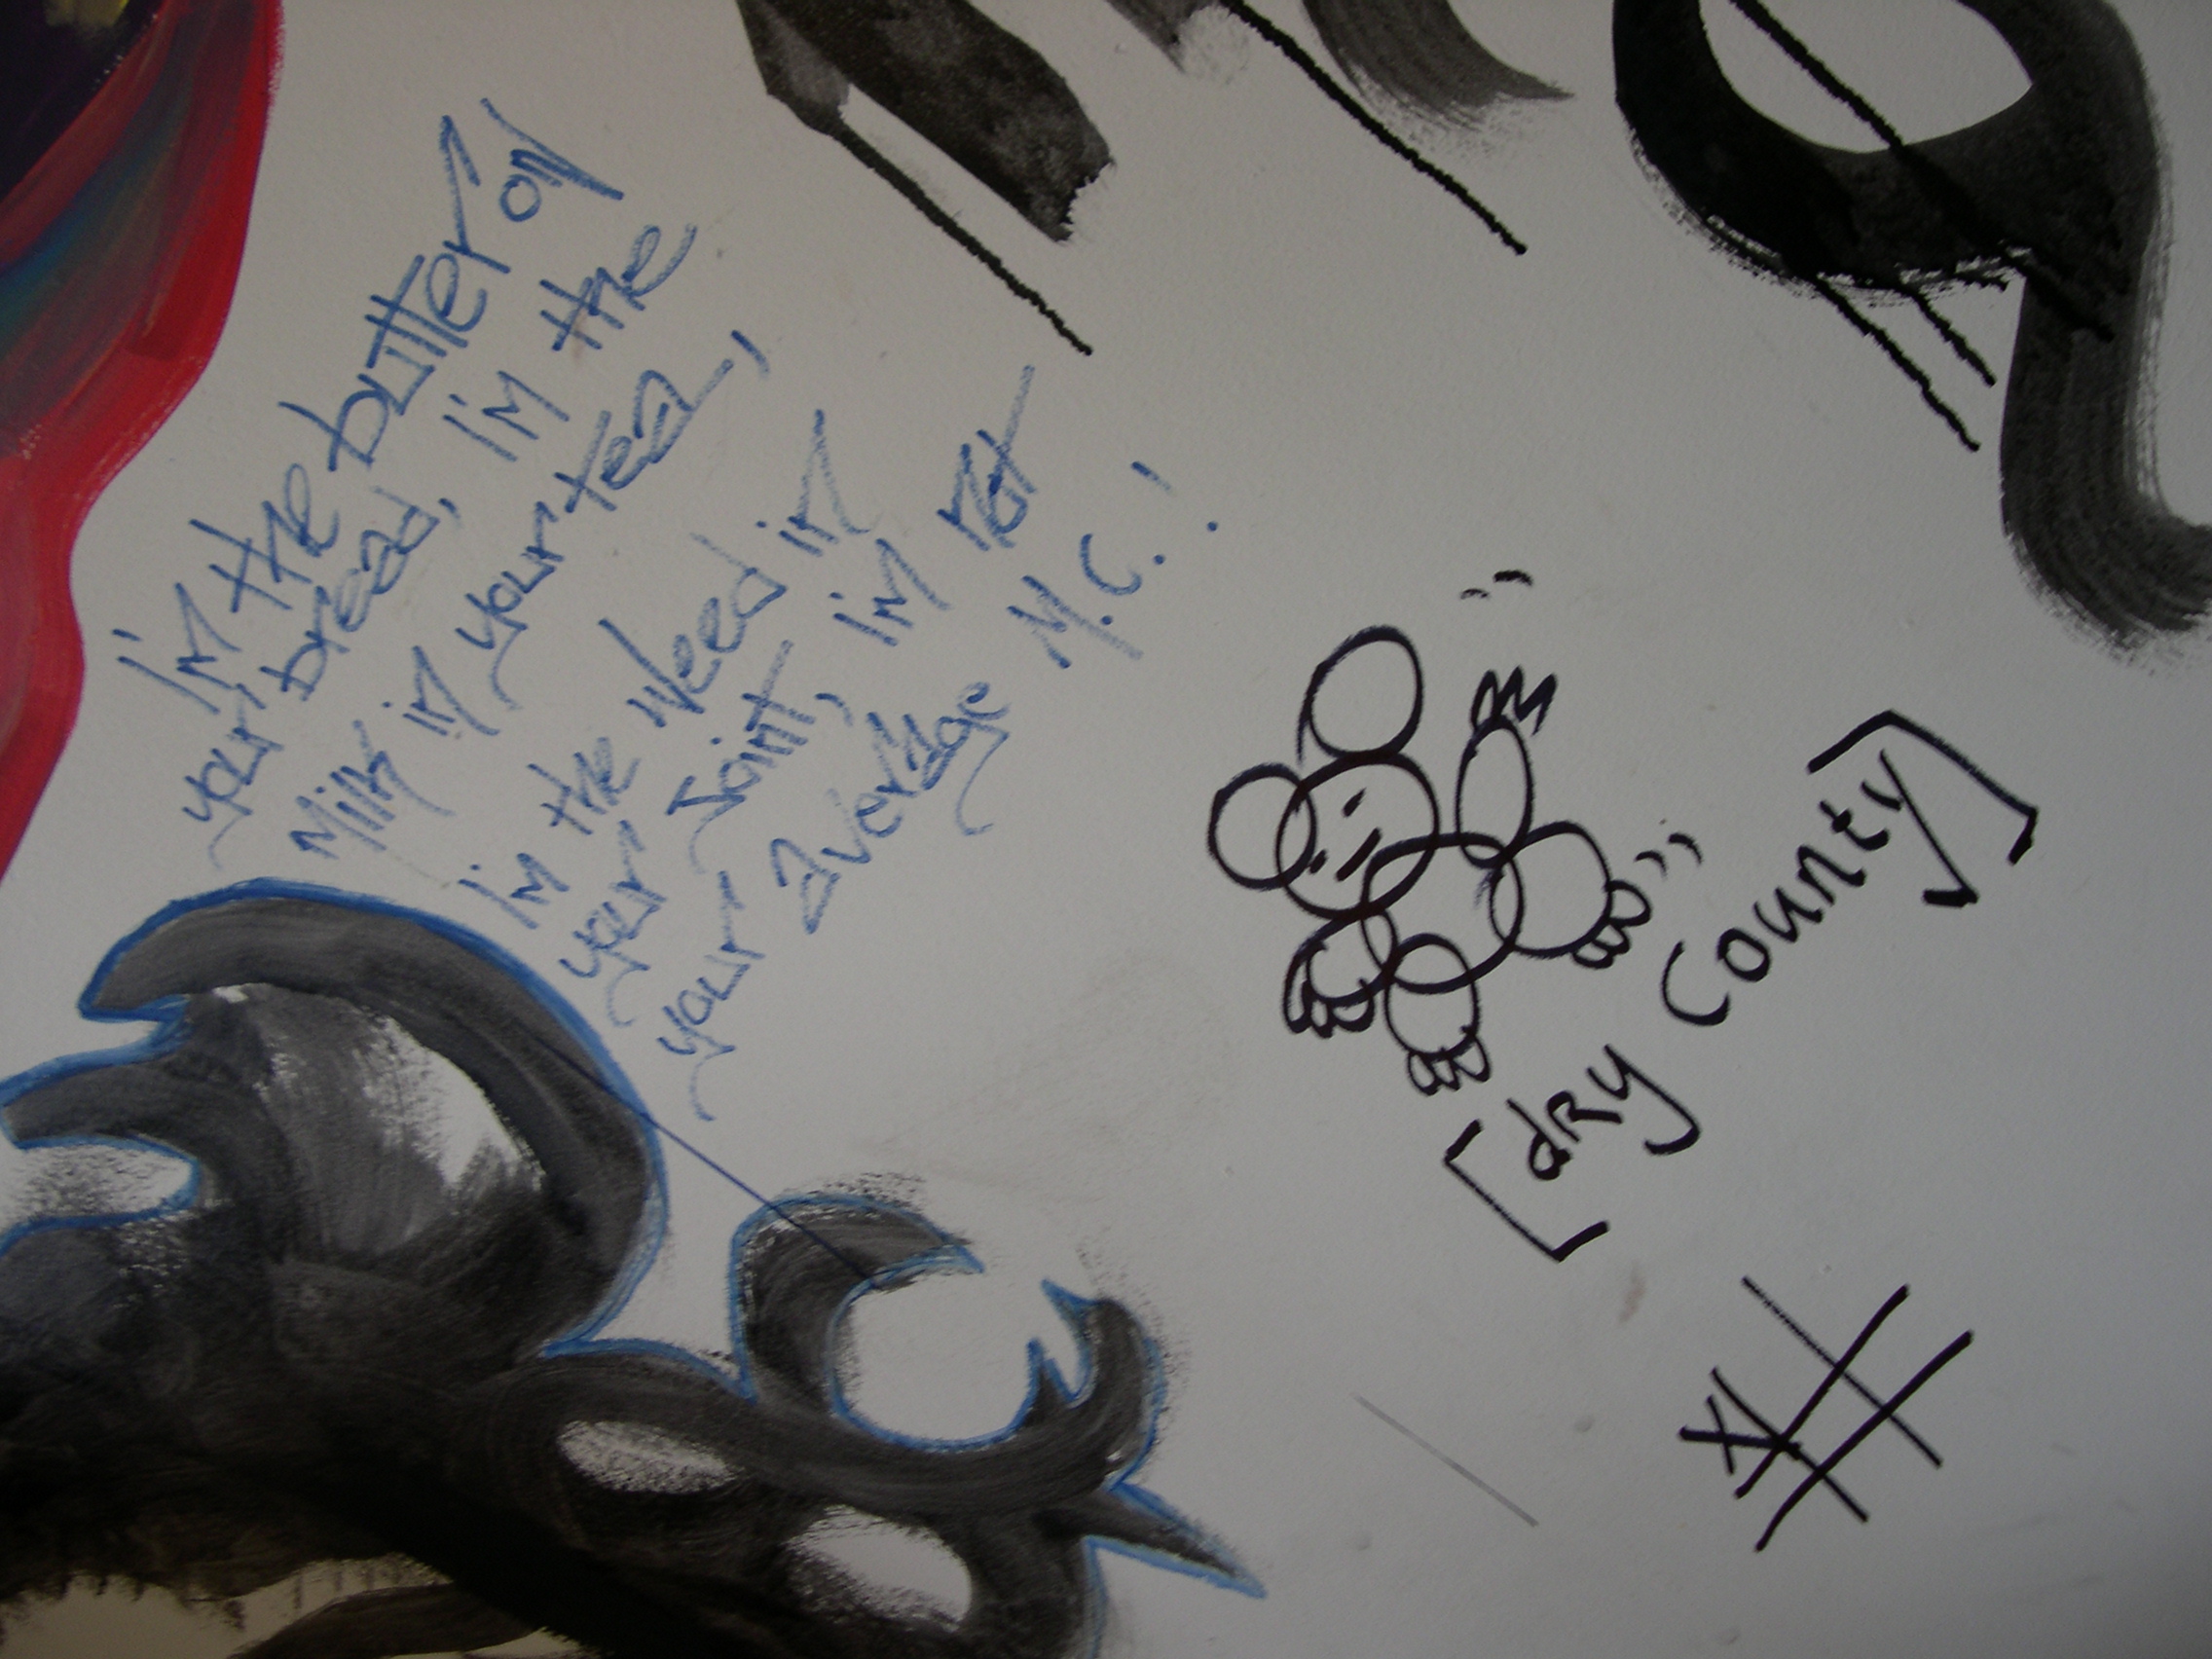 I'm the butter on
your bread, I'm the
Milk in your tea,
I'm the Weed in
your Joint, I'm not
your average M.C.!
[dRy County]